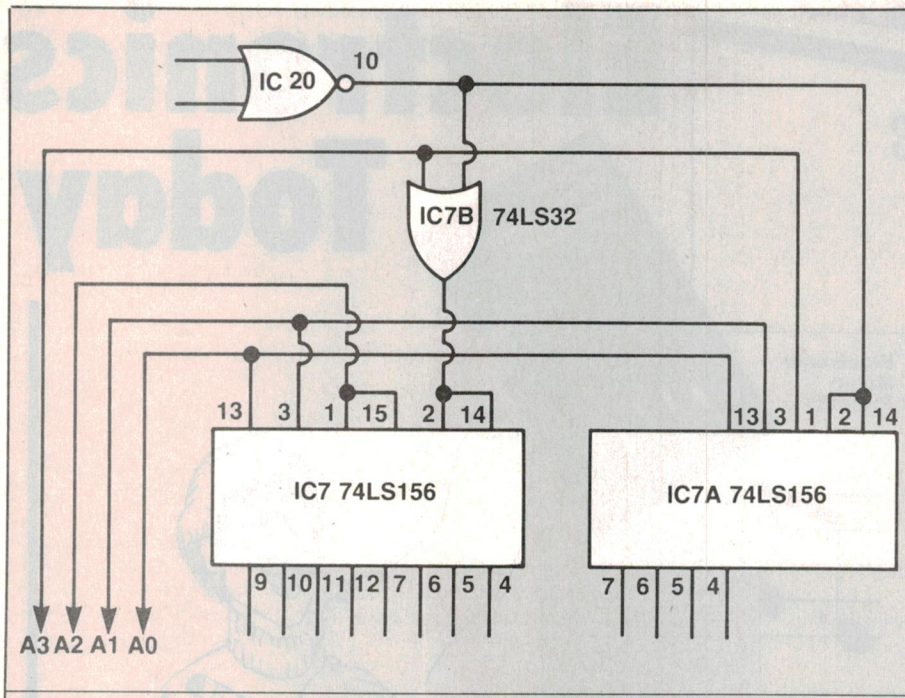 10
IC 20
IC7B 74LS32
13 3 1 15 2 14 13 3 1 2 14
IC7 74LS156 IC7A 74LS156
9 10 11 12 7 6 5 4 7 6 5 4
A3 A2 A1 A0